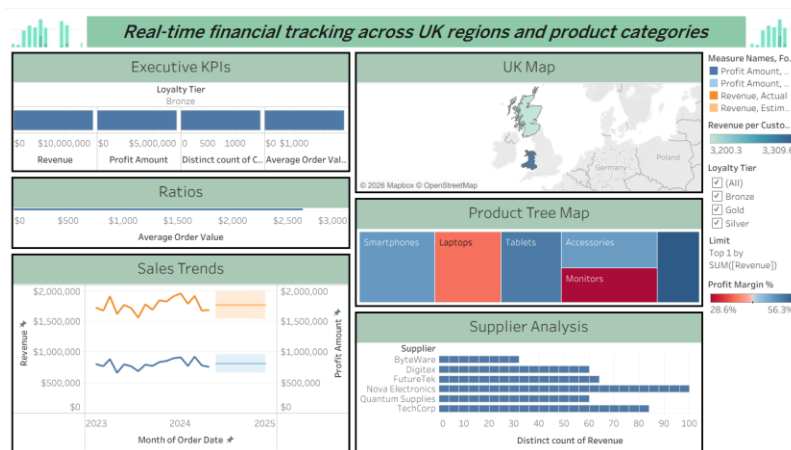 Real-time financial tracking across UK regions and product categories
Executive KPIs
Loyalty Tier
Bronze
$0 $10,000,000 $0 $5,000,000 0 500 1000 $0 $1,000
Revenue Profit Amount Distinct count of C.. Average Order Val..
Ratios
$0 $500 $1,000 $1,500 $2,000 $2,500 $3,000
Average Order Value
Sales Trends
$2,000,000 $2,000,000
$1,500,000 $1,500,000
$1,000,000 $1,000,000
$500,000 $500,000
$0 $0
Revenue
Profit Amount
2023 2024 2025
Month of Order Date
UK Map
Germany
Poland
© 2026 Mapbox © OpenStreetMap
Product Tree Map
Smartphones Laptops Tablets Accessories
Monitors
Supplier Analysis
Supplier
ByteWare
Digitex
FutureTek
Nova Electronics
Quantum Supplies
TechCorp
0 10 20 30 40 50 60 70 80 90 100
Distinct count of Revenue
Measure Names, Fo..
Profit Amount, ..
Profit Amount, ..
Revenue, Actual
Revenue, Estim..
Revenue per Custo..
3,200.3 3,309.6
Loyalty Tier
(All)
Bronze
Gold
Silver
Limit
Top 1 by
SUM([Revenue])
Profit Margin %
28.6% 56.3%